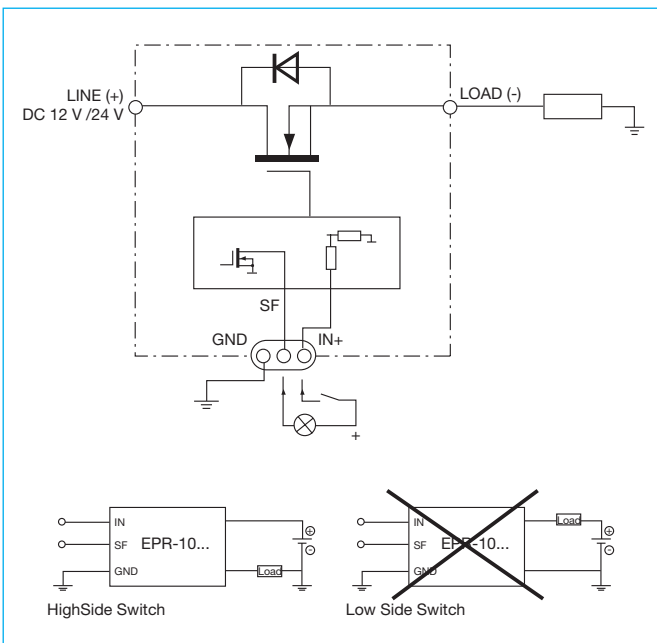 LINE (+)
DC 12 V /24 V
LOAD (-)
SF
GND
IN+
+
IN
SF
GND
EPR-10...
Load
+
-
HighSide Switch
IN
SF
GND
EPR-10...
Load
+
-
Low Side Switch